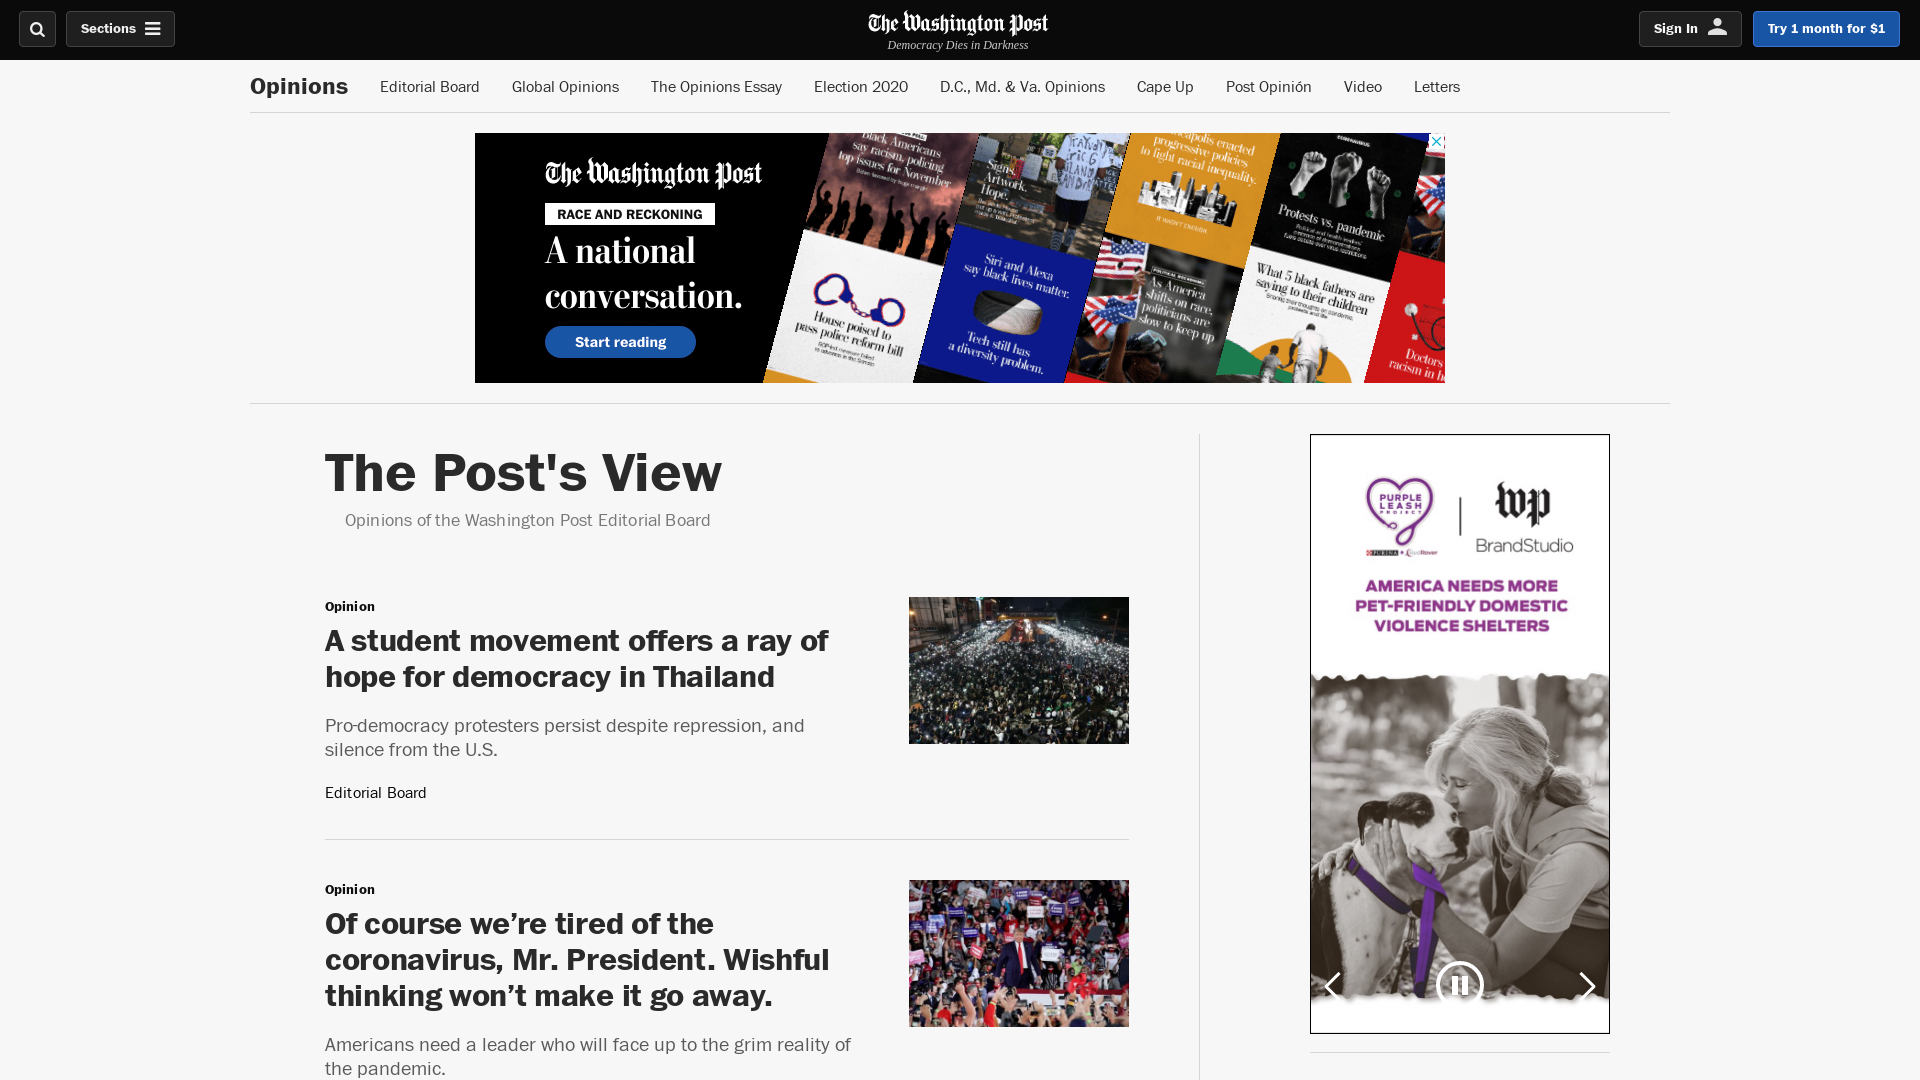 Sections
The Washington Post
Democracy Dies in Darkness
Sign In
Try 1 month for $1
Opinions
Editorial Board
Global Opinions
The Opinions Essay
Election 2020
D.C., Md. & Va. Opinions
Cape Up
Post Opinión
Video
Letters
The Washington Post
RACE AND RECKONING
A national
conversation.
Start reading
Black Americans
say racism, policing
top issues for November
Signs.
Artwork.
Hope.
enacted
progressive policies
to fight racial inequality.
IT WASN'T ENOUGH
CORONAVIRUS
Protests vs. pandemic
House poised to
pass police reform bill
Siri and Alexa
say black lives matter.
Tech still has
a diversity problem.
As America
shifts on race,
politicians are
slow to keep up
What 5 black fathers are
saying to their children
Doctors
racism in
The Post's View
Opinions of the Washington Post Editorial Board
Opinion
A student movement offers a ray of
hope for democracy in Thailand
Pro-democracy protesters persist despite repression, and
silence from the U.S.
Editorial Board
Opinion
Of course we’re tired of the
coronavirus, Mr. President. Wishful
thinking won’t make it go away.
Americans need a leader who will face up to the grim reality of
the pandemic.
PURPLE
LEASH
PROJECT
PURINA
RedRover
wp
BrandStudio
AMERICA NEEDS MORE
PET-FRIENDLY DOMESTIC
VIOLENCE SHELTERS